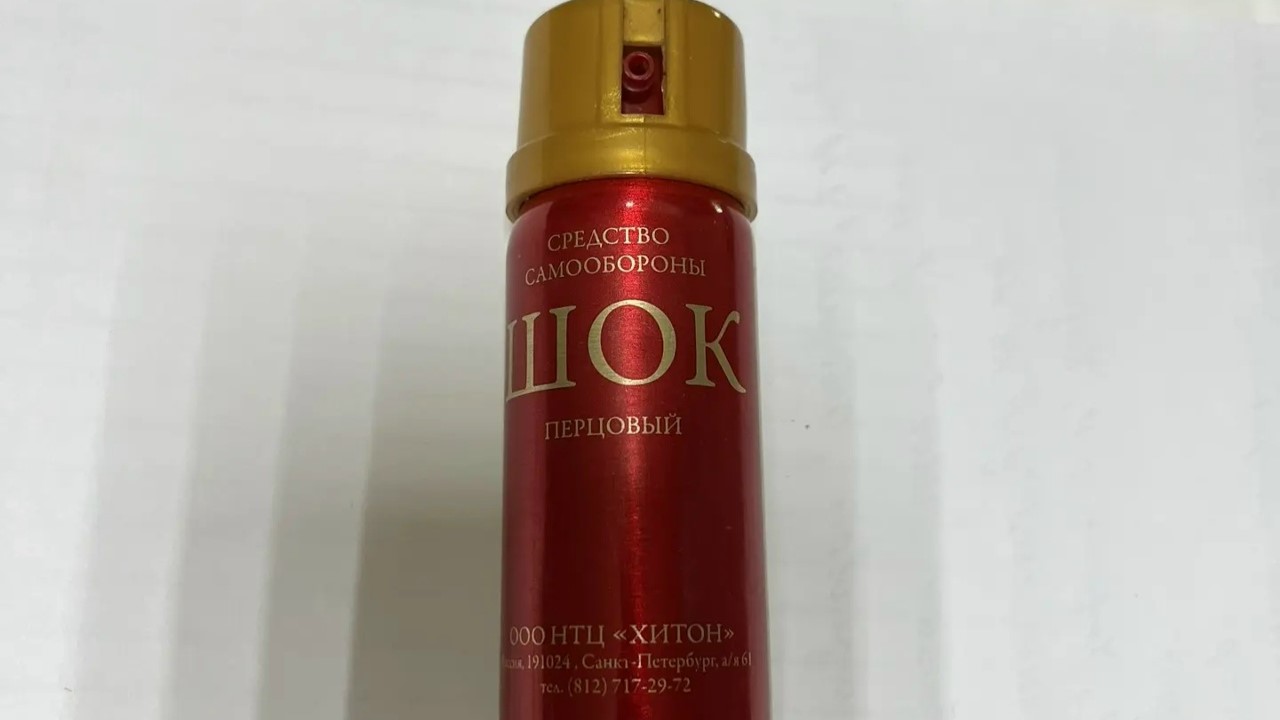 СРЕДСТВО
САМООБОРОНЫ
ШОК
ПЕРЦОВЫЙ
ООО НТЦ «ХИТОН»
191024 , Санкт-Петербург, а/я 61
тел. (812) 717-29-72